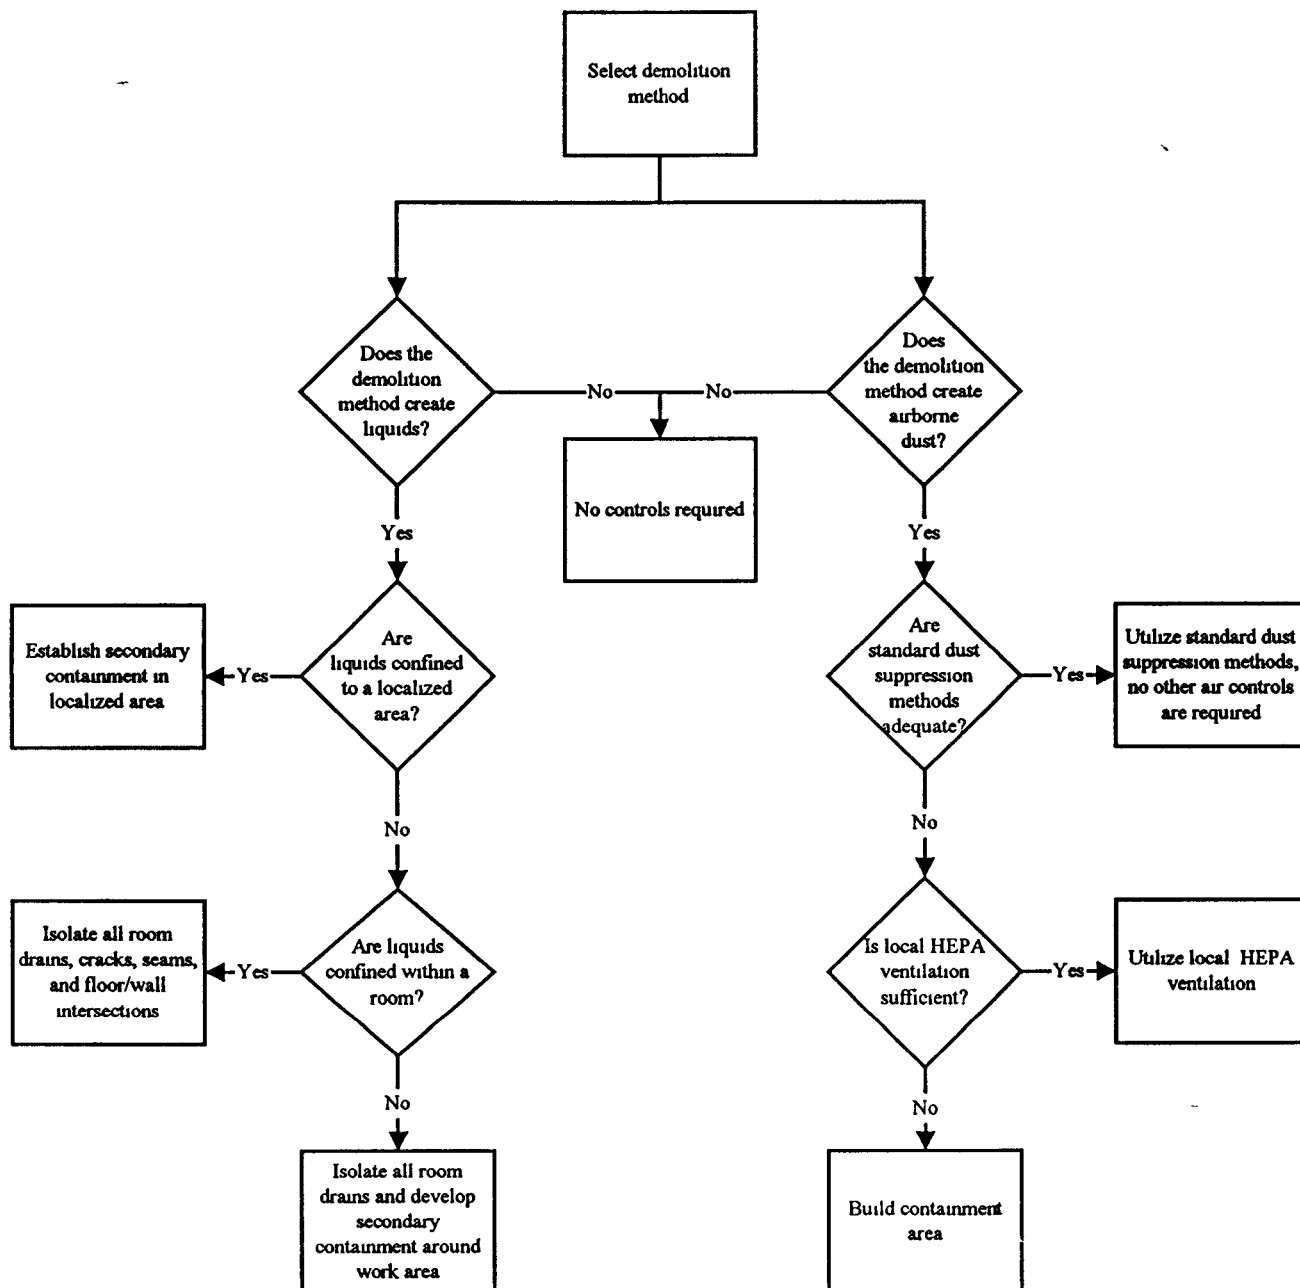 Select demolition
method
Does the
demolition
method create
liquids?
No
No
Does
the demolition
method create
airborne
dust?
No controls required
Yes
Yes
Establish secondary
containment in
localized area
Yes
Are
liquids confined
to a localized
area?
Are
standard dust
suppression
methods
adequate?
Yes
Utilize standard dust
suppression methods,
no other air controls
are required
No
No
Isolate all room
drains, cracks, seams,
and floor/wall
intersections
Yes
Are liquids
confined within a
room?
Is local HEPA
ventilation
sufficient?
Yes
Utilize local HEPA
ventilation
No
No
Isolate all room
drains and develop
secondary
containment around
work area
Build containment
area